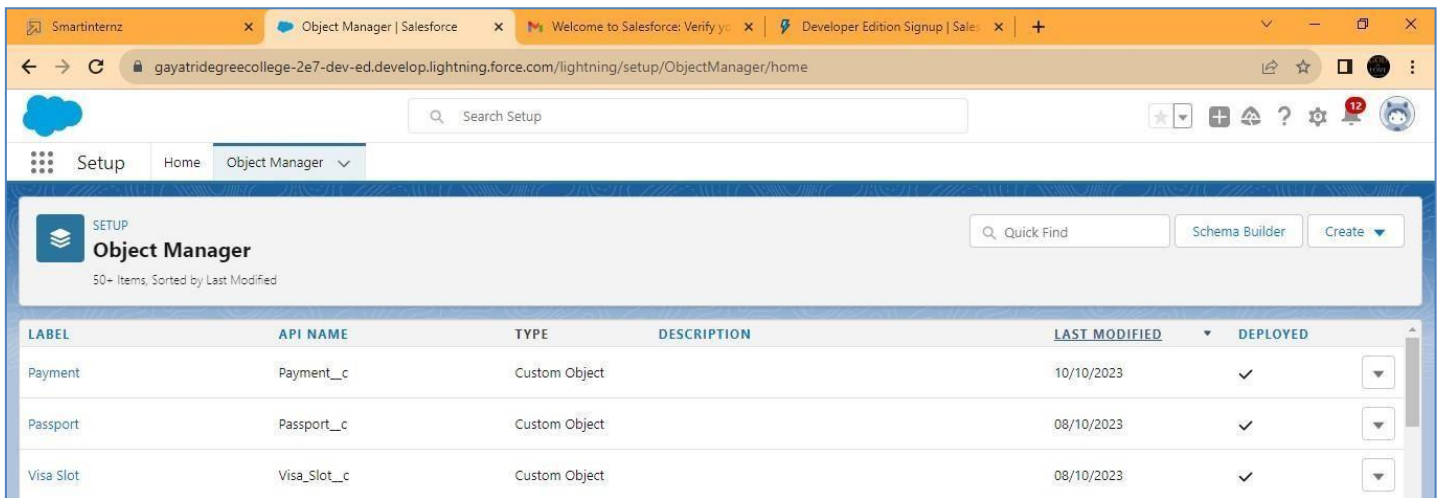 Smartinternz
Object Manager | Salesforce
Welcome to Salesforce: Verify yo
Developer Edition Signup | Sales
gayatridegreecollege-2e7-dev-ed.develop.lightning.force.com/lightning/setup/ObjectManager/home
Search Setup
12
Setup Home Object Manager
SETUP
Object Manager
50+ Items, Sorted by Last Modified
Quick Find
Schema Builder
Create
LABEL API NAME TYPE DESCRIPTION LAST MODIFIED DEPLOYED
Payment Payment__c Custom Object 10/10/2023
Passport Passport__c Custom Object 08/10/2023
Visa Slot Visa_Slot__c Custom Object 08/10/2023